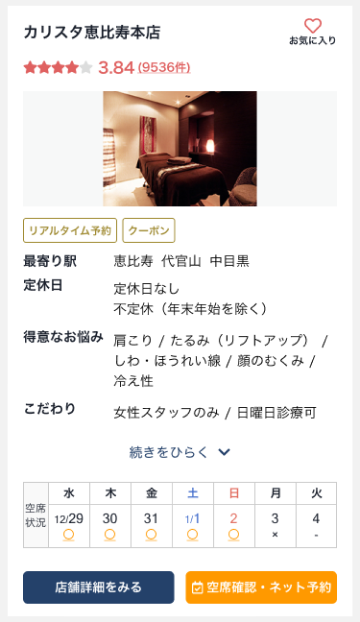 カリスタ恵比寿本店
お気に入り
3.84 (9536件)
リアルタイム予約 クーポン
最寄り駅 恵比寿 代官山 中目黒
定休日 定休日なし
不定休（年末年始を除く）
得意なお悩み 肩こり / たるみ（リフトアップ） /
しわ・ほうれい線 / 顔のむくみ /
冷え性
こだわり 女性スタッフのみ / 日曜日診療可
続きをひらく
空席状況 水 木 金 土 日 月 火
12/29 30 31 1/1 2 3 4
○ ○ ○ ○ ○ × -
店舗詳細をみる 空席確認・ネット予約